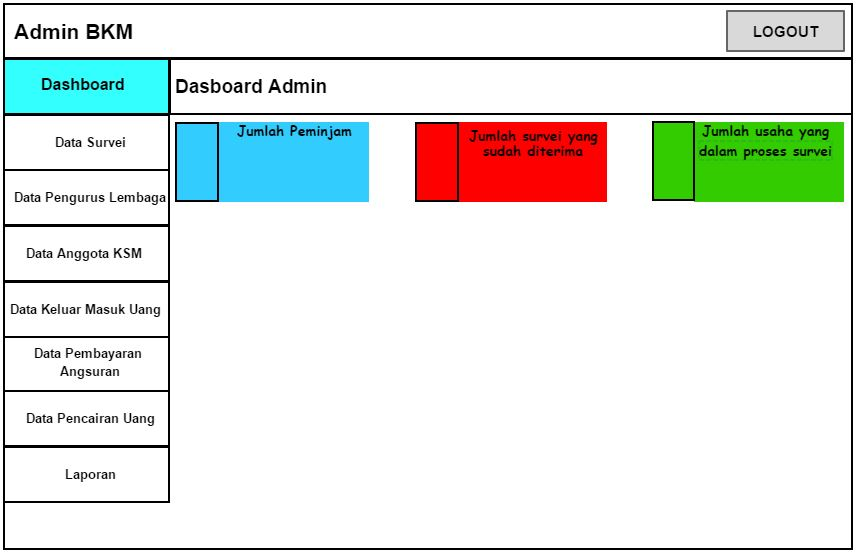 Admin BKM
LOGOUT
Dashboard
Dasboard Admin
Data Survei
Data Pengurus Lembaga
Data Anggota KSM
Data Keluar Masuk Uang
Data Pembayaran
Angsuran
Data Pencairan Uang
Laporan
Jumlah Peminjam
Jumlah survei yang
sudah diterima
Jumlah usaha yang
dalam proses survei